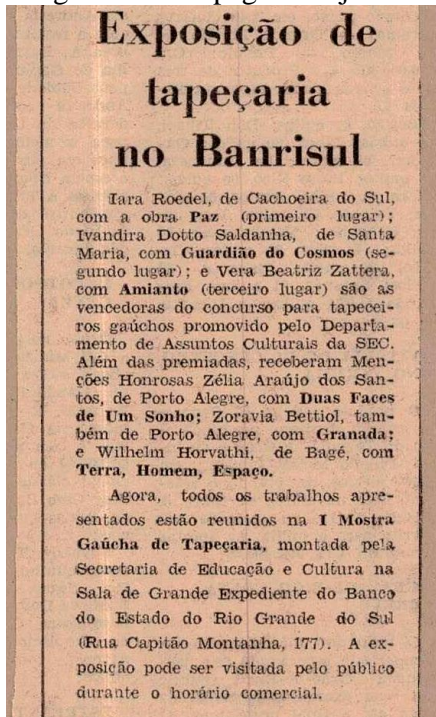 Exposição de
tapeçaria
no Banrisul
Iara Roedel, de Cachoeira do Sul,
com a obra Paz (primeiro lugar);
Ivandira Dotto Saldanha, de Santa
Maria, com Guardião do Cosmos (se-
gundo lugar); e Vera Beatriz Zattera,
com Amianto (terceiro lugar) são as
vencedoras do concurso para tapecei-
ros gaúchos promovido pelo Departa-
mento de Assuntos Culturais da SEC.
Além das premiadas, receberam Men-
ções Honrosas Zélia Araújo dos San-
tos, de Porto Alegre, com Duas Faces
de Um Sonho; Zoravia Bettiol, tam-
bém de Porto Alegre, com Granada;
e Wilhelm Horvathi, de Bagé, com
Terra, Homem, Espaço.
Agora, todos os trabalhos apre-
sentados estão reunidos na I Mostra
Gaúcha de Tapeçaria, montada pela
Secretaria de Educação e Cultura na
Sala de Grande Expediente do Banco
do Estado do Rio Grande do Sul
(Rua Capitão Montanha, 177). A ex-
posição pode ser visitada pelo público
durante o horário comercial.